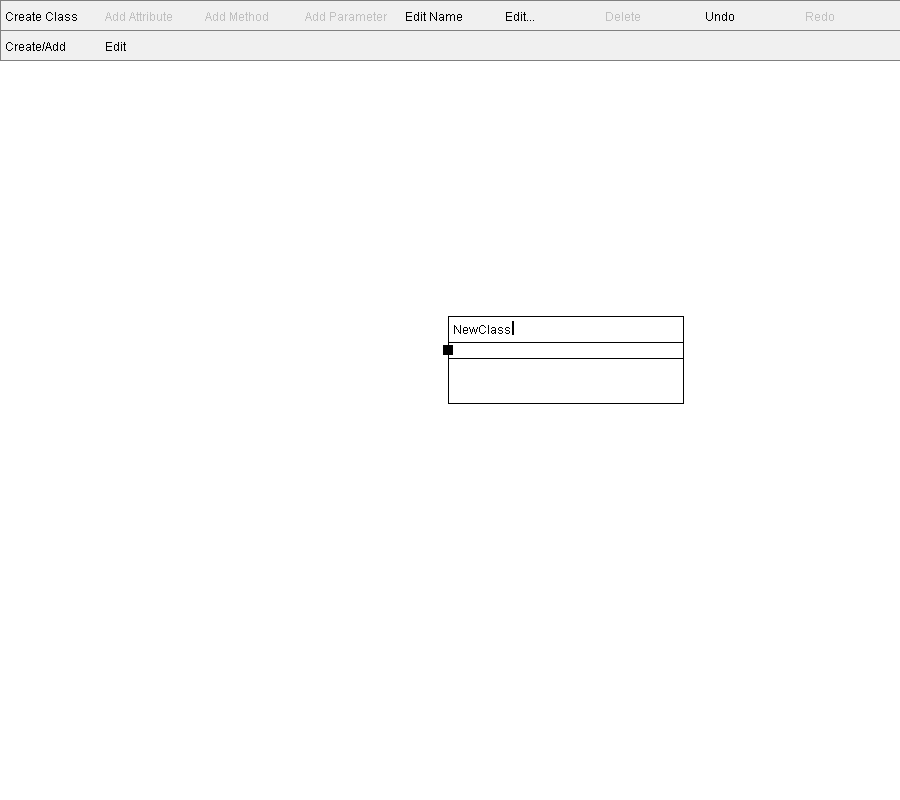 Create Class Add Attribute Add Method Add Parameter Edit Name Edit... Delete Undo Redo
Create/Add Edit
NewClass